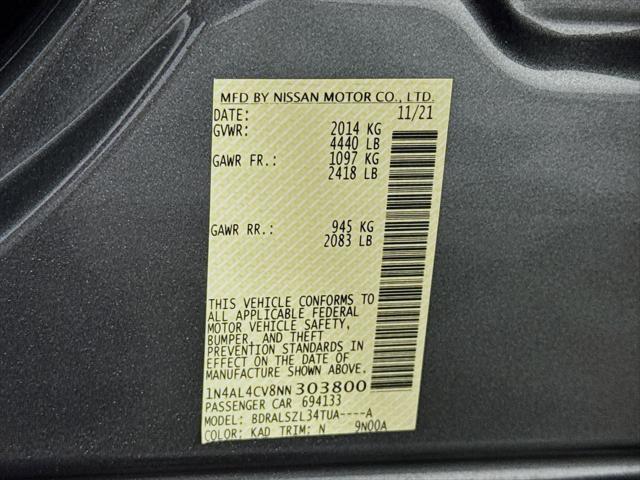 MFD BY NISSAN MOTOR CO., LTD.
DATE: 11/21
GVWR: 2014 KG
4440 LB
GAWR FR.: 1097 KG
2418 LB
GAWR RR.: 945 KG
2083 LB
THIS VEHICLE CONFORMS TO
ALL APPLICABLE FEDERAL
MOTOR VEHICLE SAFETY,
BUMPER, AND THEFT
PREVENTION STANDARDS IN
EFFECT ON THE DATE OF
MANUFACTURE SHOWN ABOVE.
1N4AL4CV8NN 303800
PASSENGER CAR 694133
MODEL: BDRALSZL34TUA----A
COLOR: KAD TRIM: N 9N00A